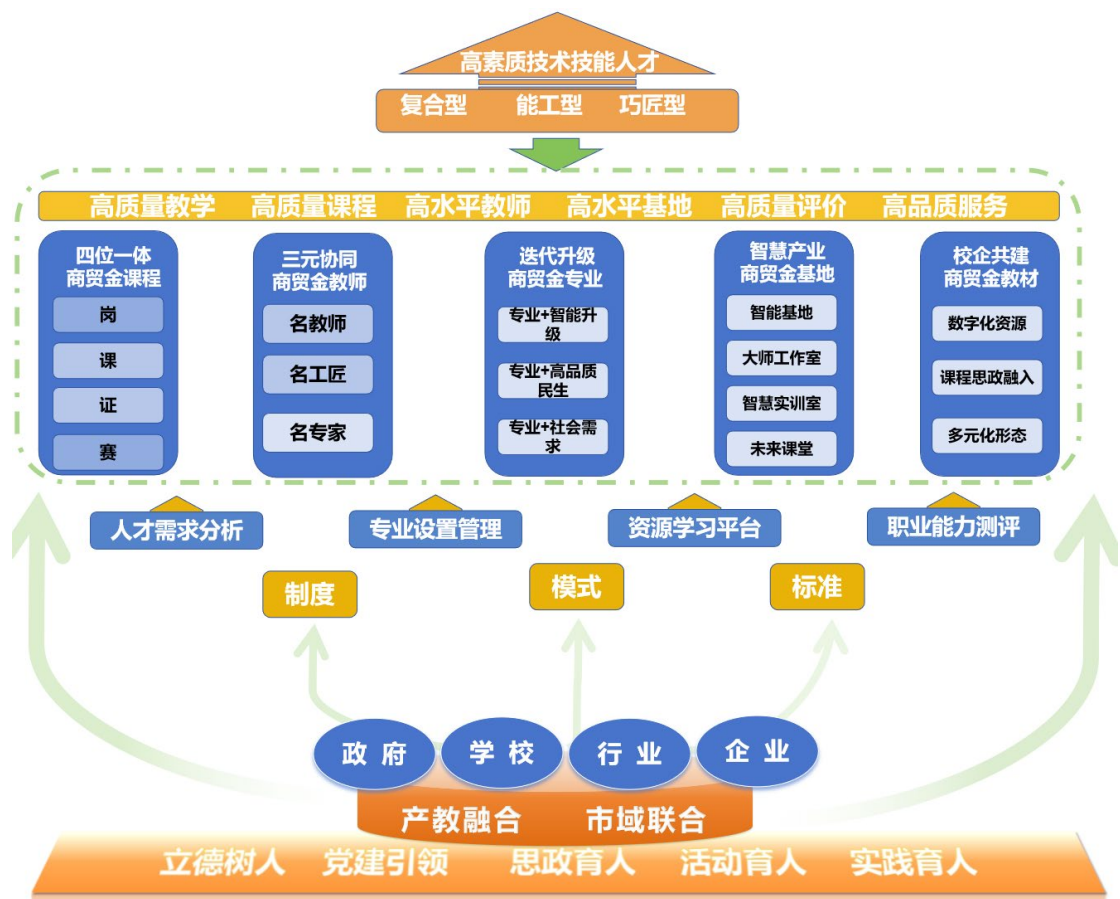 高素质技术技能人才
复合型 能工型 巧匠型
高质量教学 高质量课程 高水平教师 高水平基地 高质量评价 高品质服务
四位一体
商贸金课程
岗
课
证
赛
三元协同
商贸金教师
名教师
名工匠
名专家
迭代升级
商贸金专业
专业+智能升
级
专业+高品质
民生
专业+社会需
求
智慧产业
商贸金基地
智能基地
大师工作室
智慧实训室
未来课堂
校企共建
商贸金教材
数字化资源
课程思政融入
多元化形态
人才需求分析
专业设置管理
资源学习平台
职业能力测评
制度
模式
标准
政府
学校
行业
企业
产教融合 市域联合
立德树人 党建引领 思政育人 活动育人 实践育人